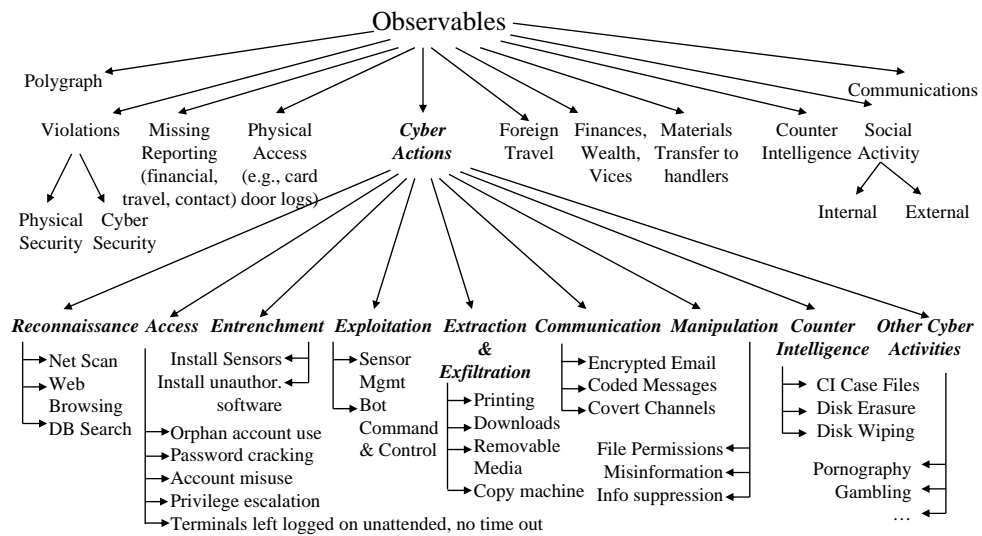 Observables
Polygraph
Communications
Violations
Physical
Security
Cyber
Security
Missing
Reporting
(financial,
travel, contact)
Physical
Access
(e.g., card
door logs)
Cyber
Actions
Foreign
Travel
Finances,
Wealth,
Vices
Materials
Transfer to
handlers
Counter
Intelligence
Social
Activity
Internal
External
Reconnaissance
Net Scan
Web
Browsing
DB Search
Access
Orphan account use
Password cracking
Account misuse
Privilege escalation
Terminals left logged on unattended, no time out
Entrenchment
Install Sensors
Install unauthor.
software
Exploitation
Sensor
Mgmt
Bot
Command
& Control
Extraction
&
Exfiltration
Printing
Downloads
Removable
Media
Copy machine
Communication
Encrypted Email
Coded Messages
Covert Channels
Manipulation
File Permissions
Misinformation
Info suppression
Counter
Intelligence
CI Case Files
Disk Erasure
Disk Wiping
Other Cyber
Activities
Pornography
Gambling
…